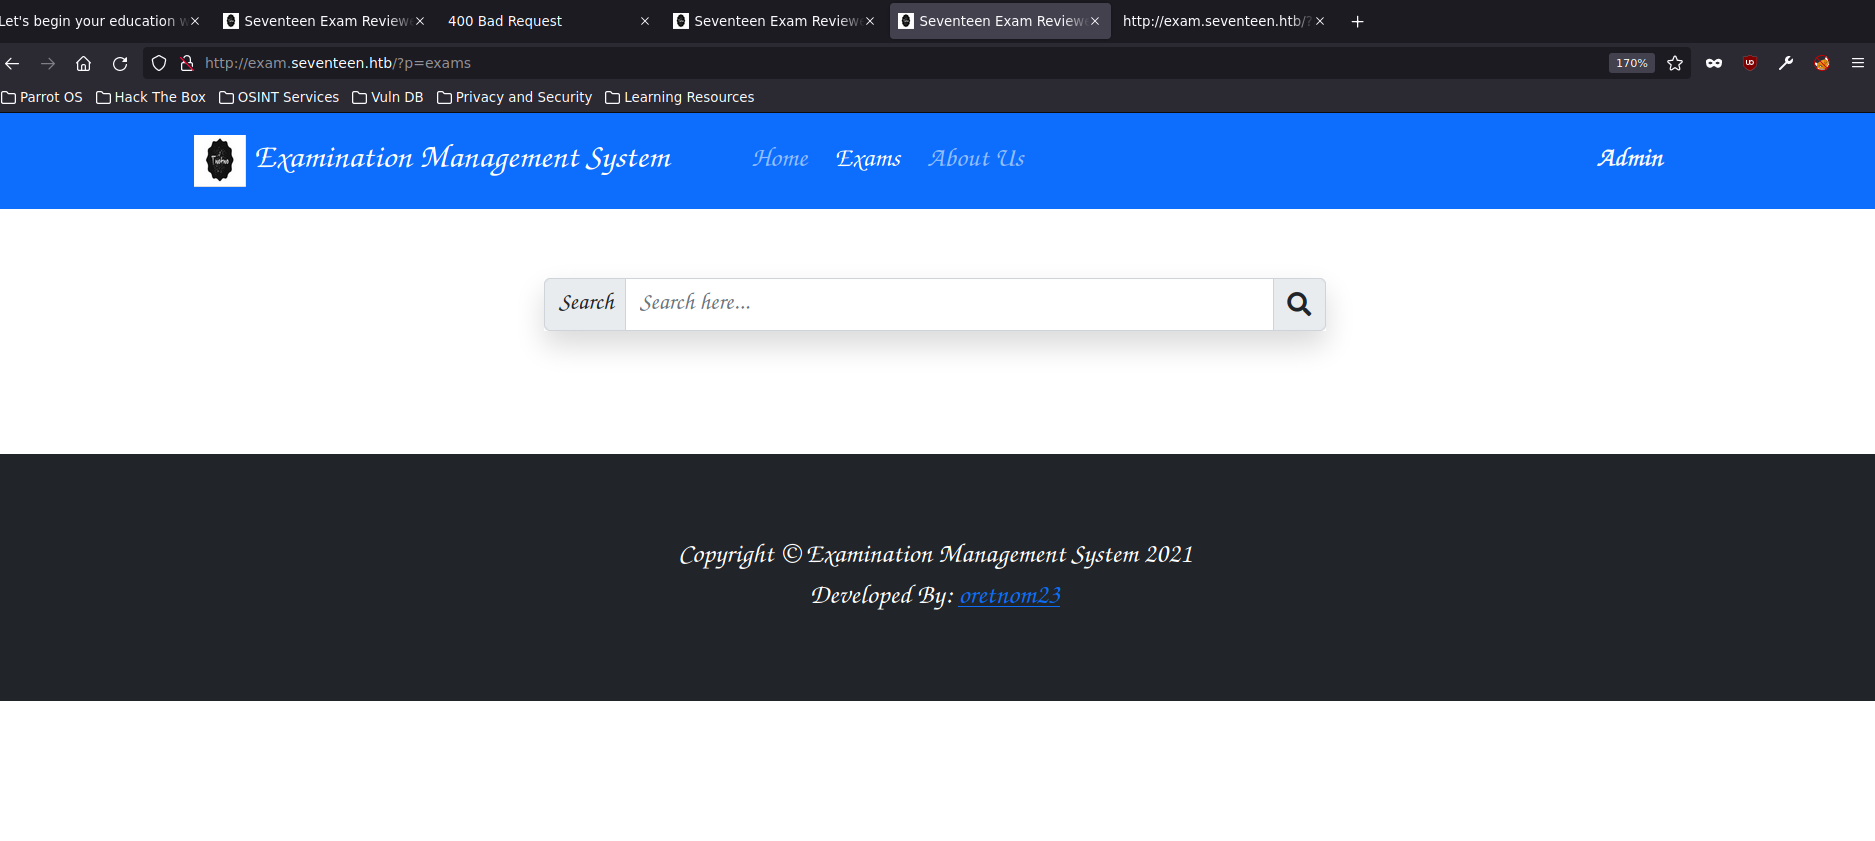 Let's begin your education w
Seventeen Exam Review
400 Bad Request
Seventeen Exam Review
Seventeen Exam Review
http://exam.seventeen.htb/?
http://exam.seventeen.htb/?p=exams
170%
Parrot OS
Hack The Box
OSINT Services
Vuln DB
Privacy and Security
Learning Resources
Examination Management System
Home
Exams
About Us
Admin
Search
Search here...
Copyright © Examination Management System 2021
Developed By: oretnom23